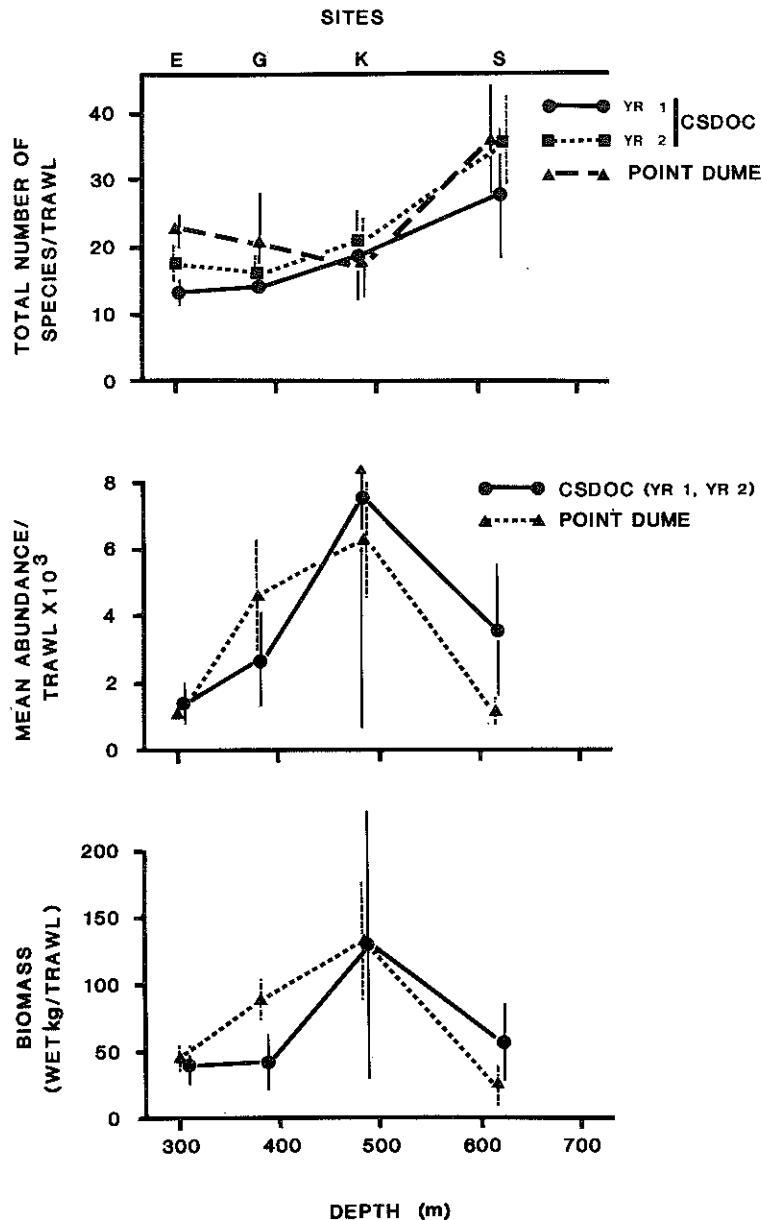 SITES
E G K S
TOTAL NUMBER OF
SPECIES/TRAWL
40
30
20
10
0
YR 1
YR 2
CSDOC
POINT DUME
MEAN ABUNDANCE/
TRAWL X10³
8
6
4
2
0
CSDOC (YR 1, YR 2)
POINT DUME
BIOMASS
(WETkg/TRAWL)
200
150
100
50
0
300 400 500 600 700
DEPTH (m)